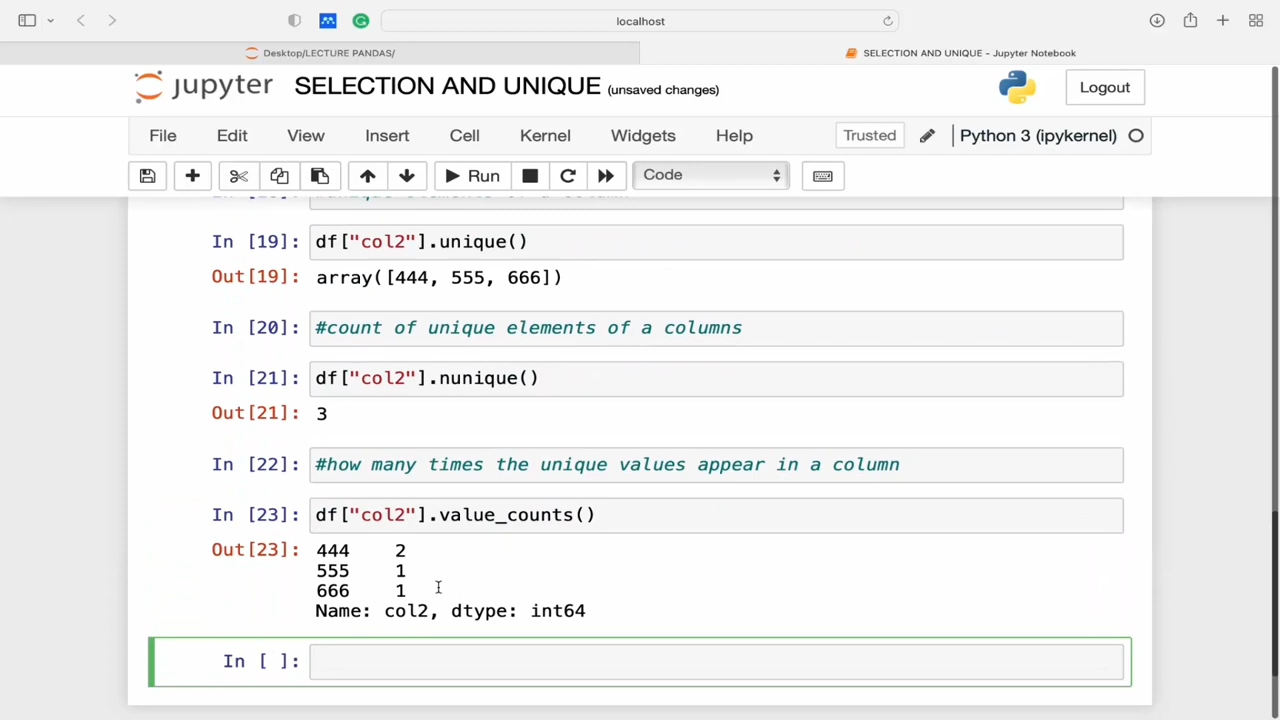 localhost
Desktop/LECTURE PANDAS/
SELECTION AND UNIQUE - Jupyter Notebook
jupyter SELECTION AND UNIQUE (unsaved changes)
Logout
File Edit View Insert Cell Kernel Widgets Help
Trusted
Python 3 (ipykernel)
Run
Code
In [19]: df["col2"].unique()
Out[19]: array([444, 555, 666])
In [20]: #count of unique elements of a columns
In [21]: df["col2"].nunique()
Out[21]: 3
In [22]: #how many times the unique values appear in a column
In [23]: df["col2"].value_counts()
Out[23]: 444 2
555 1
666 1
Name: col2, dtype: int64
In [ ]: